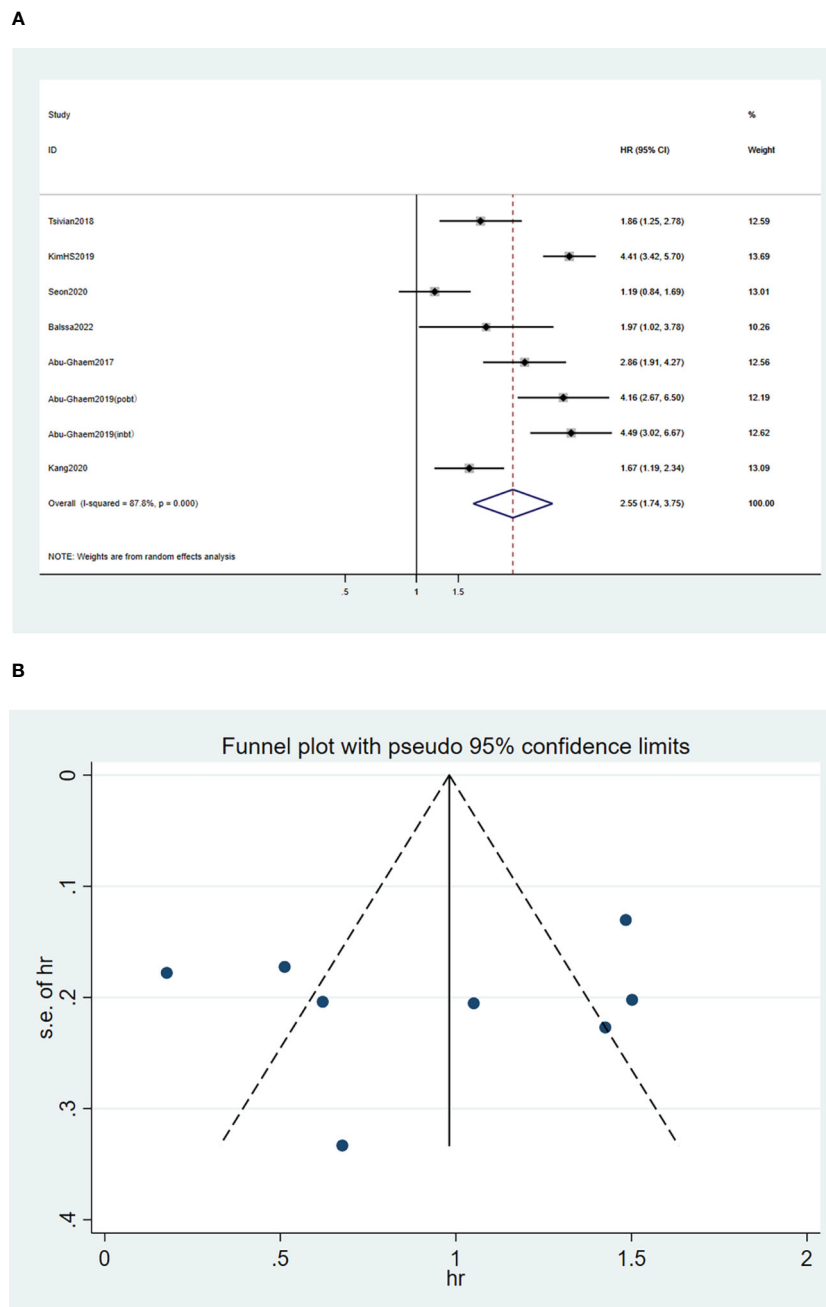 A
Study %
ID HR (95% CI) Weight
Tsivian2018 1.86 (1.25, 2.78) 12.59
KimHS2019 4.41 (3.42, 5.70) 13.69
Seon2020 1.19 (0.84, 1.69) 13.01
Balssa2022 1.97 (1.02, 3.78) 10.26
Abu-Ghaem2017 2.86 (1.91, 4.27) 12.56
Abu-Ghaem2019(pobt) 4.16 (2.67, 6.50) 12.19
Abu-Ghaem2019(inbt) 4.49 (3.02, 6.67) 12.62
Kang2020 1.67 (1.19, 2.34) 13.09
Overall (I-squared = 87.8%, p = 0.000) 2.55 (1.74, 3.75) 100.00
NOTE: Weights are from random effects analysis
.5 1 1.5
B
Funnel plot with pseudo 95% confidence limits
0
.1
.2
.3
.4
s.e. of hr
0 .5 1 1.5 2
hr